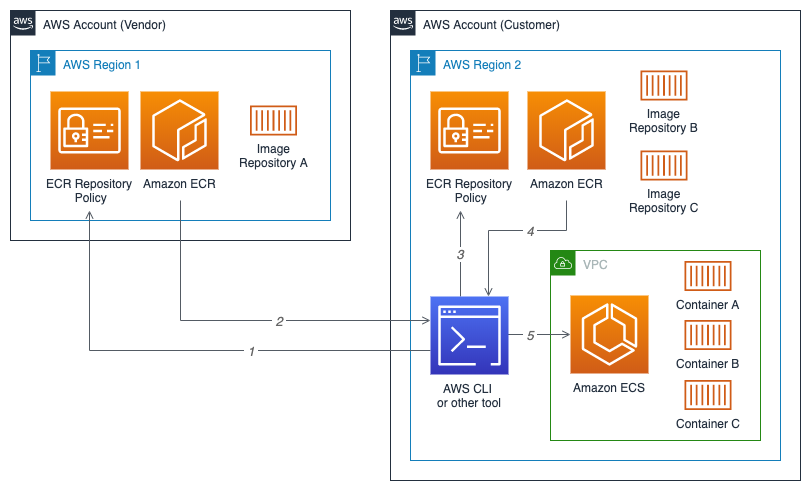 aws
AWS Account (Vendor)
AWS Region 1
ECR Repository
Policy
Amazon ECR
Image
Repository A
aws
AWS Account (Customer)
AWS Region 2
ECR Repository
Policy
Amazon ECR
Image
Repository B
Image
Repository C
4
3
VPC
Container A
2
5
1
Container B
AWS CLI
or other tool
Amazon ECS
Container C